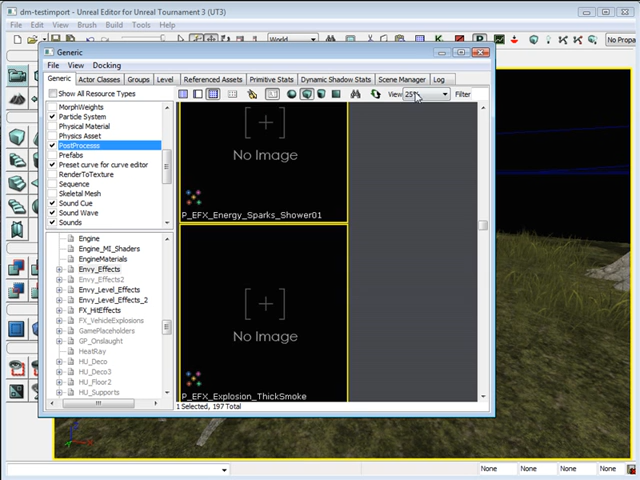 dm-testimport - Unreal Editor for Unreal Tournament 3 (UT3)
File Edit View Brush Build Tools Help
World
No Propa
Generic
File View Docking
Generic Actor Classes Groups Level Referenced Assets Primitive Stats Dynamic Shadow Stats Scene Manager Log
Show All Resource Types
View 25% Filter
MorphWeights
Particle System
Physical Material
Physics Asset
PostProcess
Prefabs
Preset curve for curve editor
RenderToTexture
Sequence
Skeletal Mesh
Sound Cue
Sound Wave
Sounds
Engine
Engine_MI_Shaders
EngineMaterials
Envy_Effects
Envy_Effects2
Envy_Level_Effects
Envy_Level_Effects_2
FX_HitEffects
FX_VehicleExplosions
GamePlaceholders
GP_Onslaught
HeatRay
HU_Deco
HU_Deco3
HU_Floor2
HU_Supports
No Image
P_EFX_Energy_Sparks_Shower01
No Image
P_EFX_Explosion_ThickSmoke
1 Selected, 197 Total
None None None None